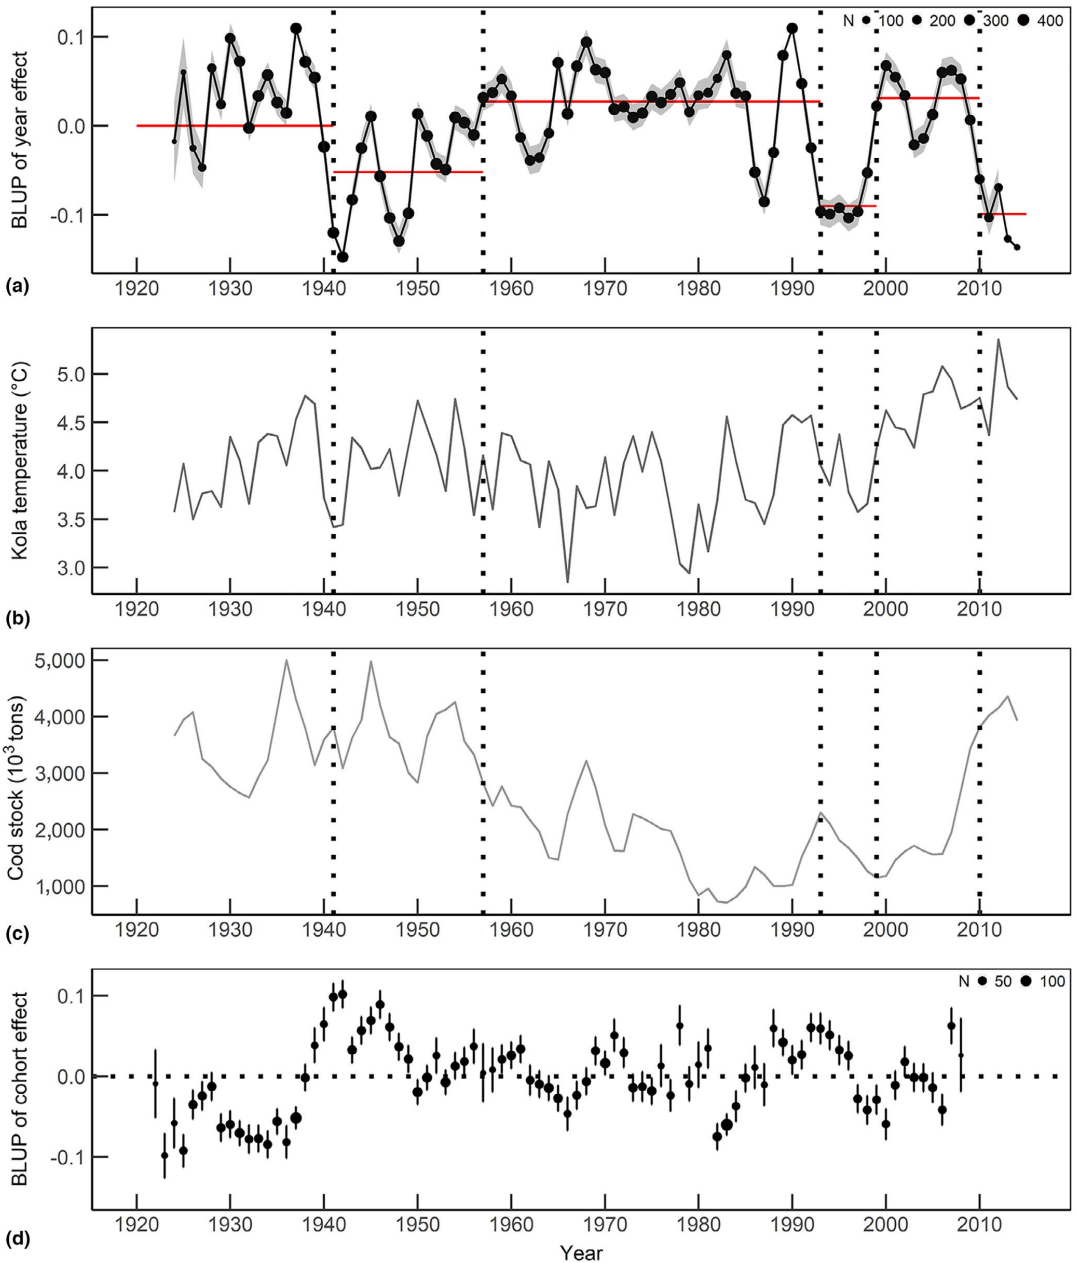 N 100 200 300 400
BLUP of year effect
0.1
0.0
-0.1
(a)
1920 1930 1940 1950 1960 1970 1980 1990 2000 2010
Kola temperature (°C)
5.0
4.5
4.0
3.5
3.0
(b)
1920 1930 1940 1950 1960 1970 1980 1990 2000 2010
Cod stock (10³ tons)
5,000
4,000
3,000
2,000
1,000
(c)
1920 1930 1940 1950 1960 1970 1980 1990 2000 2010
N 50 100
BLUP of cohort effect
0.1
0.0
-0.1
(d)
1920 1930 1940 1950 1960 1970 1980 1990 2000 2010
Year